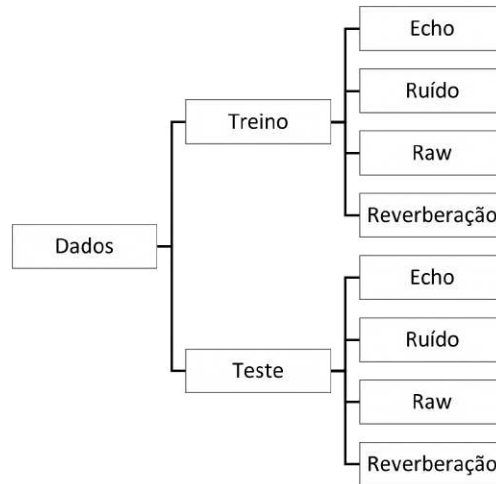 Dados
Treino
Echo
Ruído
Raw
Reverberação
Teste
Echo
Ruído
Raw
Reverberação